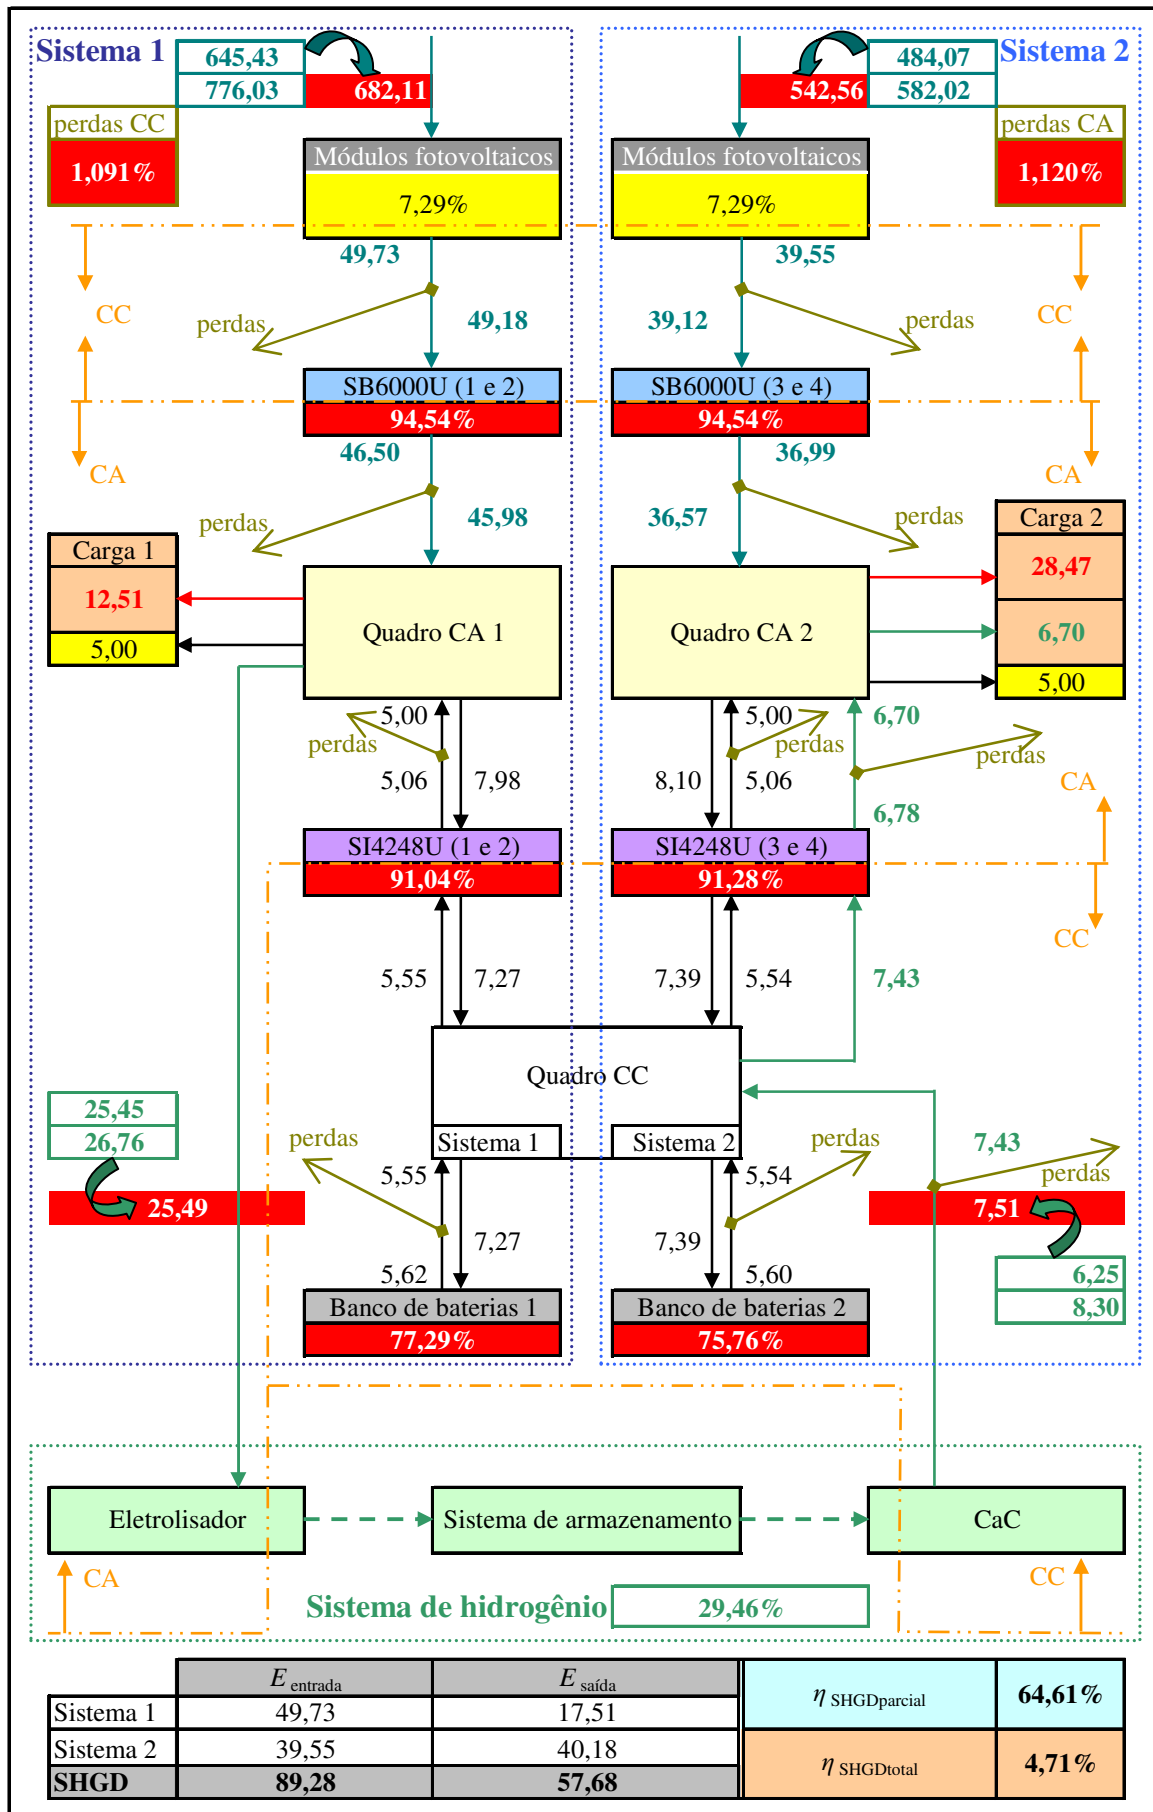 Sistema 1
645,43
776,03
682,11
484,07
582,02
542,56
Sistema 2
perdas CC
1,091%
perdas CA
1,120%
Módulos fotovoltaicos
7,29%
Módulos fotovoltaicos
7,29%
49,73
39,55
CC
perdas
49,18
39,12
perdas
CC
SB6000U (1 e 2)
94,54%
SB6000U (3 e 4)
94,54%
46,50
36,99
CA
CA
perdas
45,98
36,57
perdas
Carga 1
12,51
5,00
Quadro CA 1
Quadro CA 2
Carga 2
28,47
6,70
5,00
5,00
perdas
5,06
7,98
5,00
perdas
8,10
5,06
6,70
perdas
6,78
CA
SI4248U (1 e 2)
91,04%
SI4248U (3 e 4)
91,28%
CC
5,55
7,27
7,39
5,54
7,43
Quadro CC
Sistema 1
Sistema 2
25,45
26,76
25,49
perdas
5,55
7,27
5,62
5,54
perdas
7,39
5,60
7,43
perdas
7,51
6,25
8,30
Banco de baterias 1
77,29%
Banco de baterias 2
75,76%
Eletrolisador
Sistema de armazenamento
CaC
CA
CC
Sistema de hidrogênio
29,46%
E entrada
E saída
Sistema 1
49,73
17,51
Sistema 2
39,55
40,18
SHGD
89,28
57,68
η SHGDparcial
64,61%
η SHGDtotal
4,71%